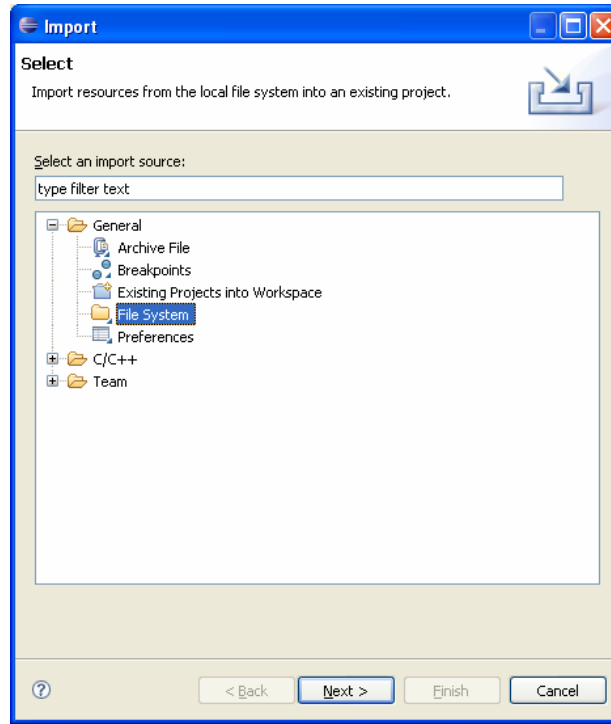 Import
Select
Import resources from the local file system into an existing project.
Select an import source:
type filter text
General
Archive File
Breakpoints
Existing Projects into Workspace
File System
Preferences
C/C++
Team
< Back
Next >
Finish
Cancel